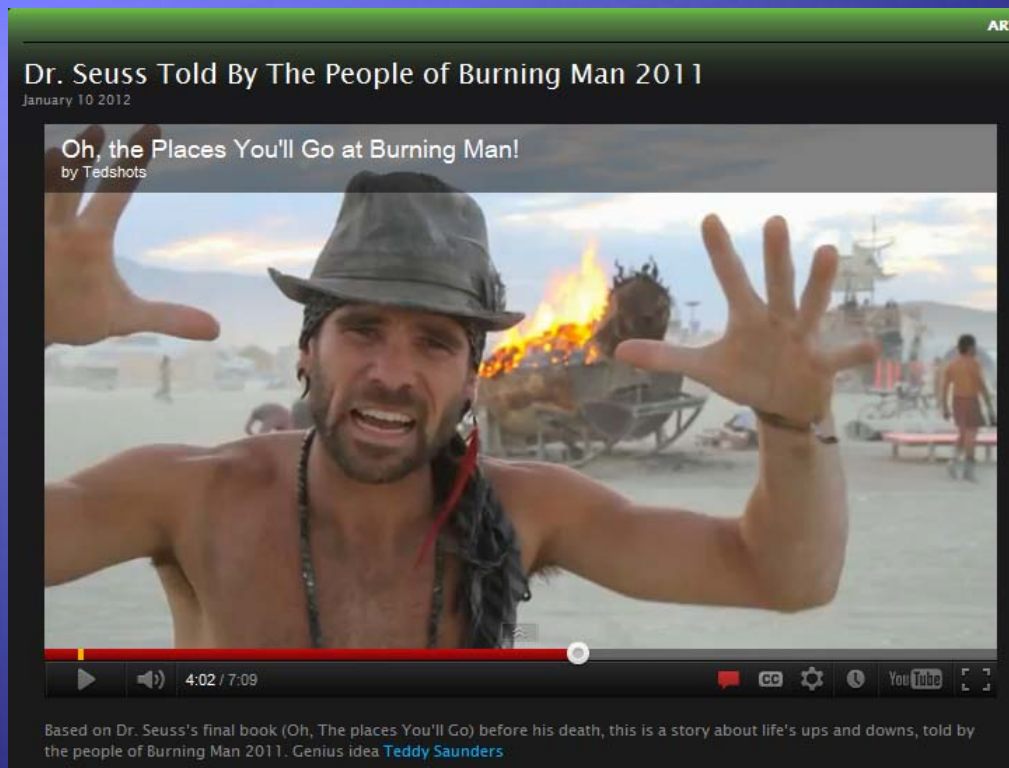 AR
Dr. Seuss Told By The People of Burning Man 2011
January 10 2012
Oh, the Places You'll Go at Burning Man!
by Tedshots
4:02 / 7:09
CC
YouTube
Based on Dr. Seuss's final book (Oh, The places You'll Go) before his death, this is a story about life's ups and downs, told by
the people of Burning Man 2011. Genius idea Teddy Saunders